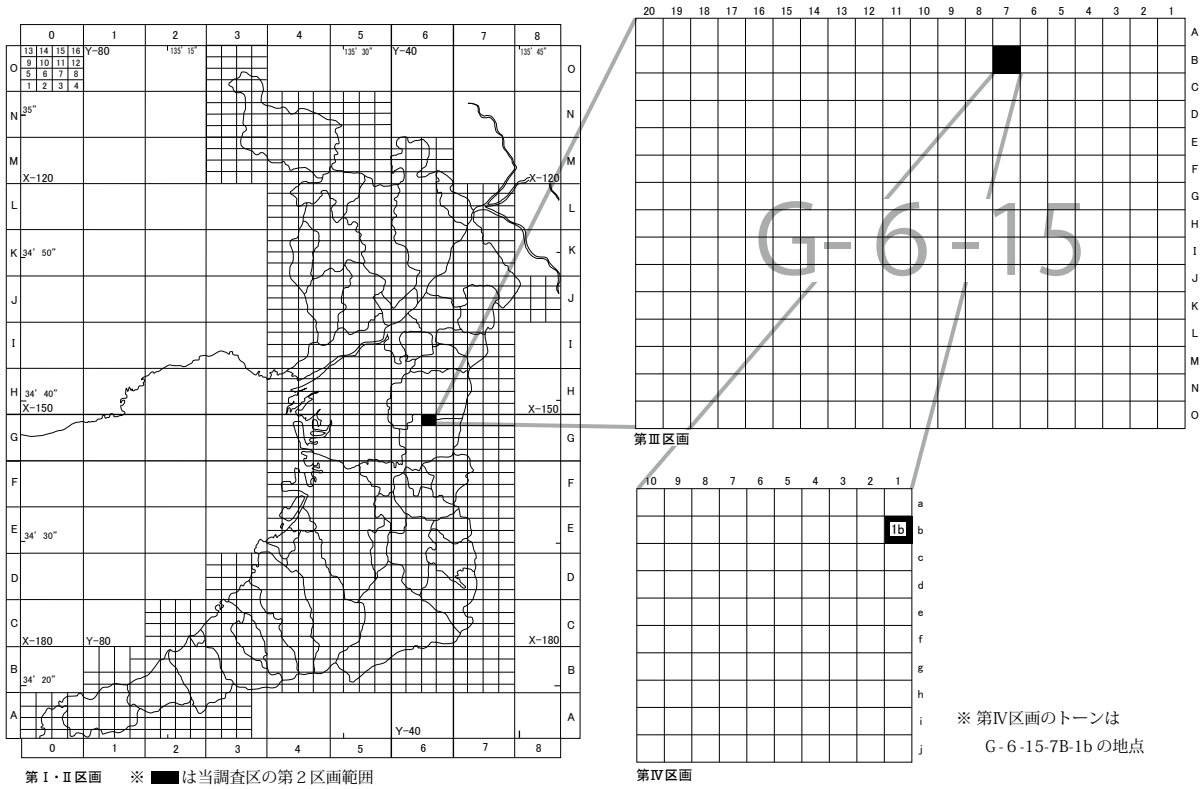 0 1 2 3 4 5 6 7 8
13 14 15 16
9 10 11 12
5 6 7 8
1 2 3 4
Y-80
135' 15"
135' 30"
Y-40
135' 45"
O O
N 35" N
M M
X-120 X-120
L L
K 34' 50" K
J J
I I
H 34' 40" H
X-150 X-150
G G
F F
E 34' 30" E
D D
C C
X-180 Y-80 X-180
B 34' 20" B
A Y-40 A
0 1 2 3 4 5 6 7 8
第Ⅰ・Ⅱ区画 ※ は当調査区の第2区画範囲
20 19 18 17 16 15 14 13 12 11 10 9 8 7 6 5 4 3 2 1
A
B
C
D
E
F
G
H
I
J
K
L
M
N
O
G-6-15
第Ⅲ区画
10 9 8 7 6 5 4 3 2 1
a
1b b
c
d
e
f
g
h
i
j
第Ⅳ区画
※ 第Ⅳ区画のトーンは
G-6-15-7B-1b の地点